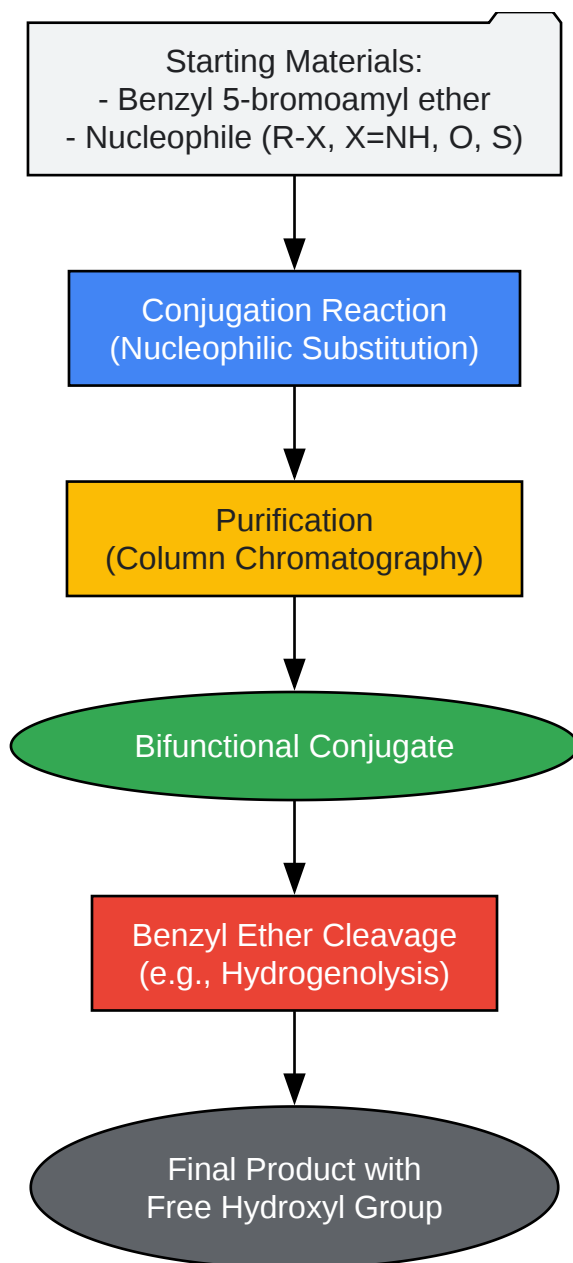 Starting Materials:
- Benzyl 5-bromoamyl ether
- Nucleophile (R-X, X=NH, O, S)
Conjugation Reaction
(Nucleophilic Substitution)
Purification
(Column Chromatography)
Bifunctional Conjugate
Benzyl Ether Cleavage
(e.g., Hydrogenolysis)
Final Product with
Free Hydroxyl Group